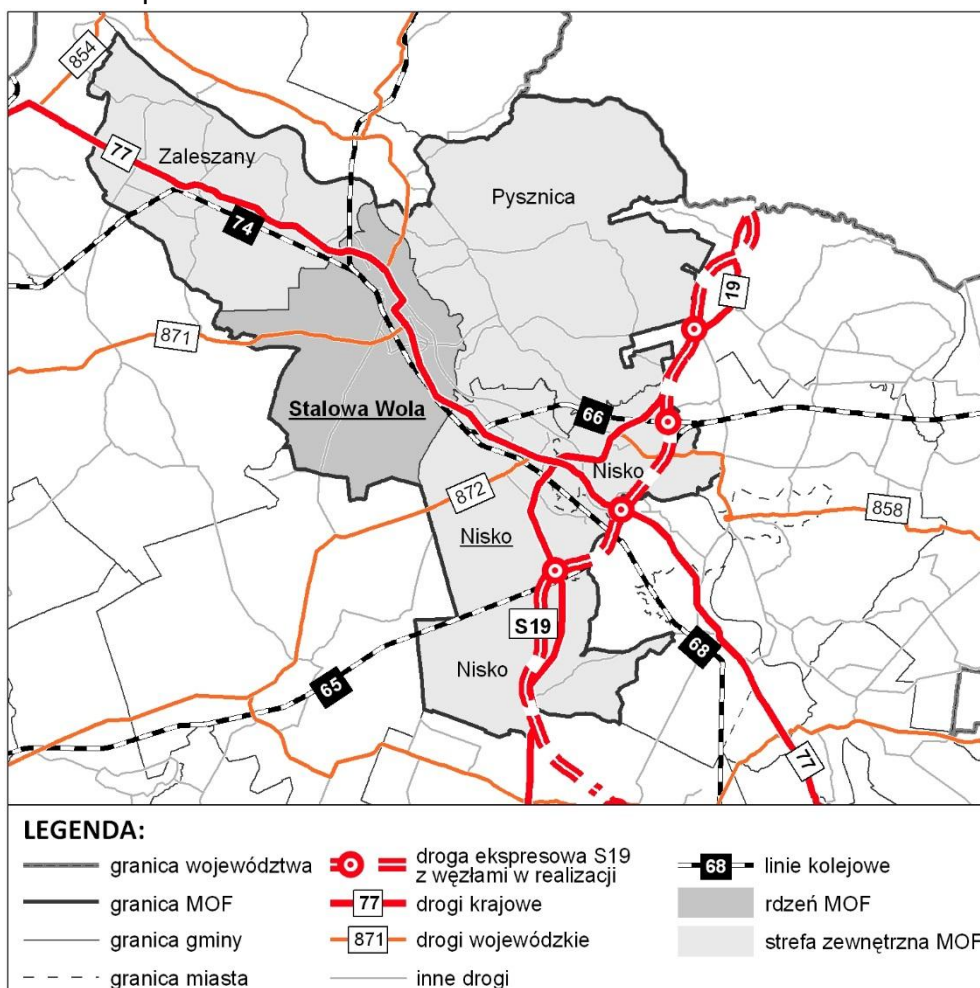 854
77
Zaleszany
Pysznica
74
19
871
Stalowa Wola
66
Nisko
872
858
Nisko
S19
68
Nisko
65
77
LEGENDA:
granica województwa
granica MOF
granica gminy
granica miasta
droga ekspresowa S19
z węzłami w realizacji
77 drogi krajowe
871 drogi wojewódzkie
inne drogi
68 linie kolejowe
rdzeń MOF
strefa zewnętrzna MOF